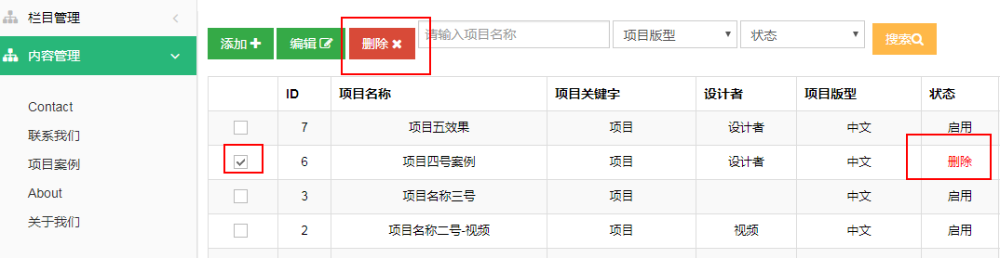 栏目管理
内容管理
Contact
联系我们
项目案例
About
关于我们
添加 编辑 删除 请输入项目名称 项目版型 状态 搜索
ID 项目名称 项目关键字 设计者 项目版型 状态
7 项目五效果 项目 设计者 中文 启用
6 项目四号案例 项目 设计者 中文 删除
3 项目名称三号 项目 中文 启用
2 项目名称二号-视频 项目 视频 中文 启用